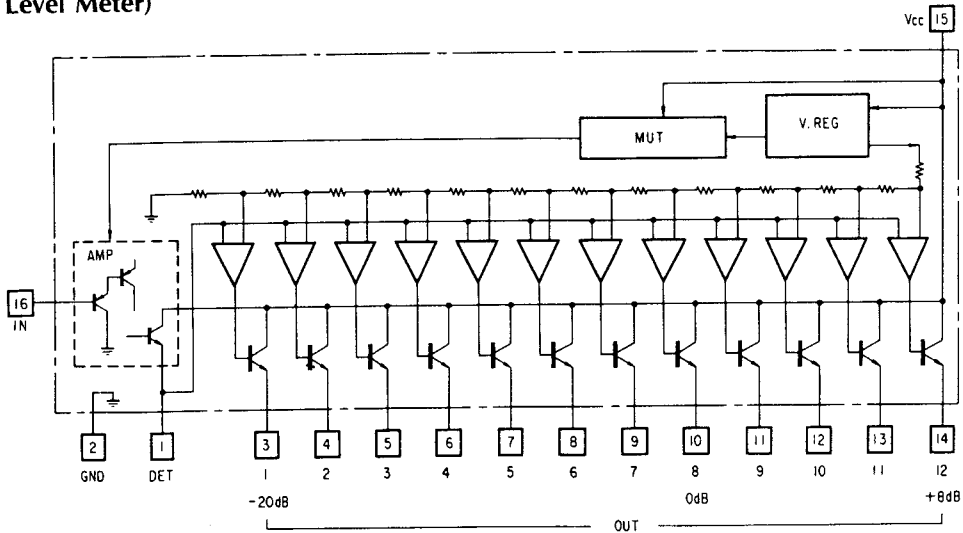 Level Meter)
Vcc 15
MUT
V. REG
AMP
16
IN
2 1 3 4 5 6 7 8 9 10 11 12 13 14
GND DET 1 2 3 4 5 6 7 8 9 10 11 12
-20dB 0dB +8dB
OUT